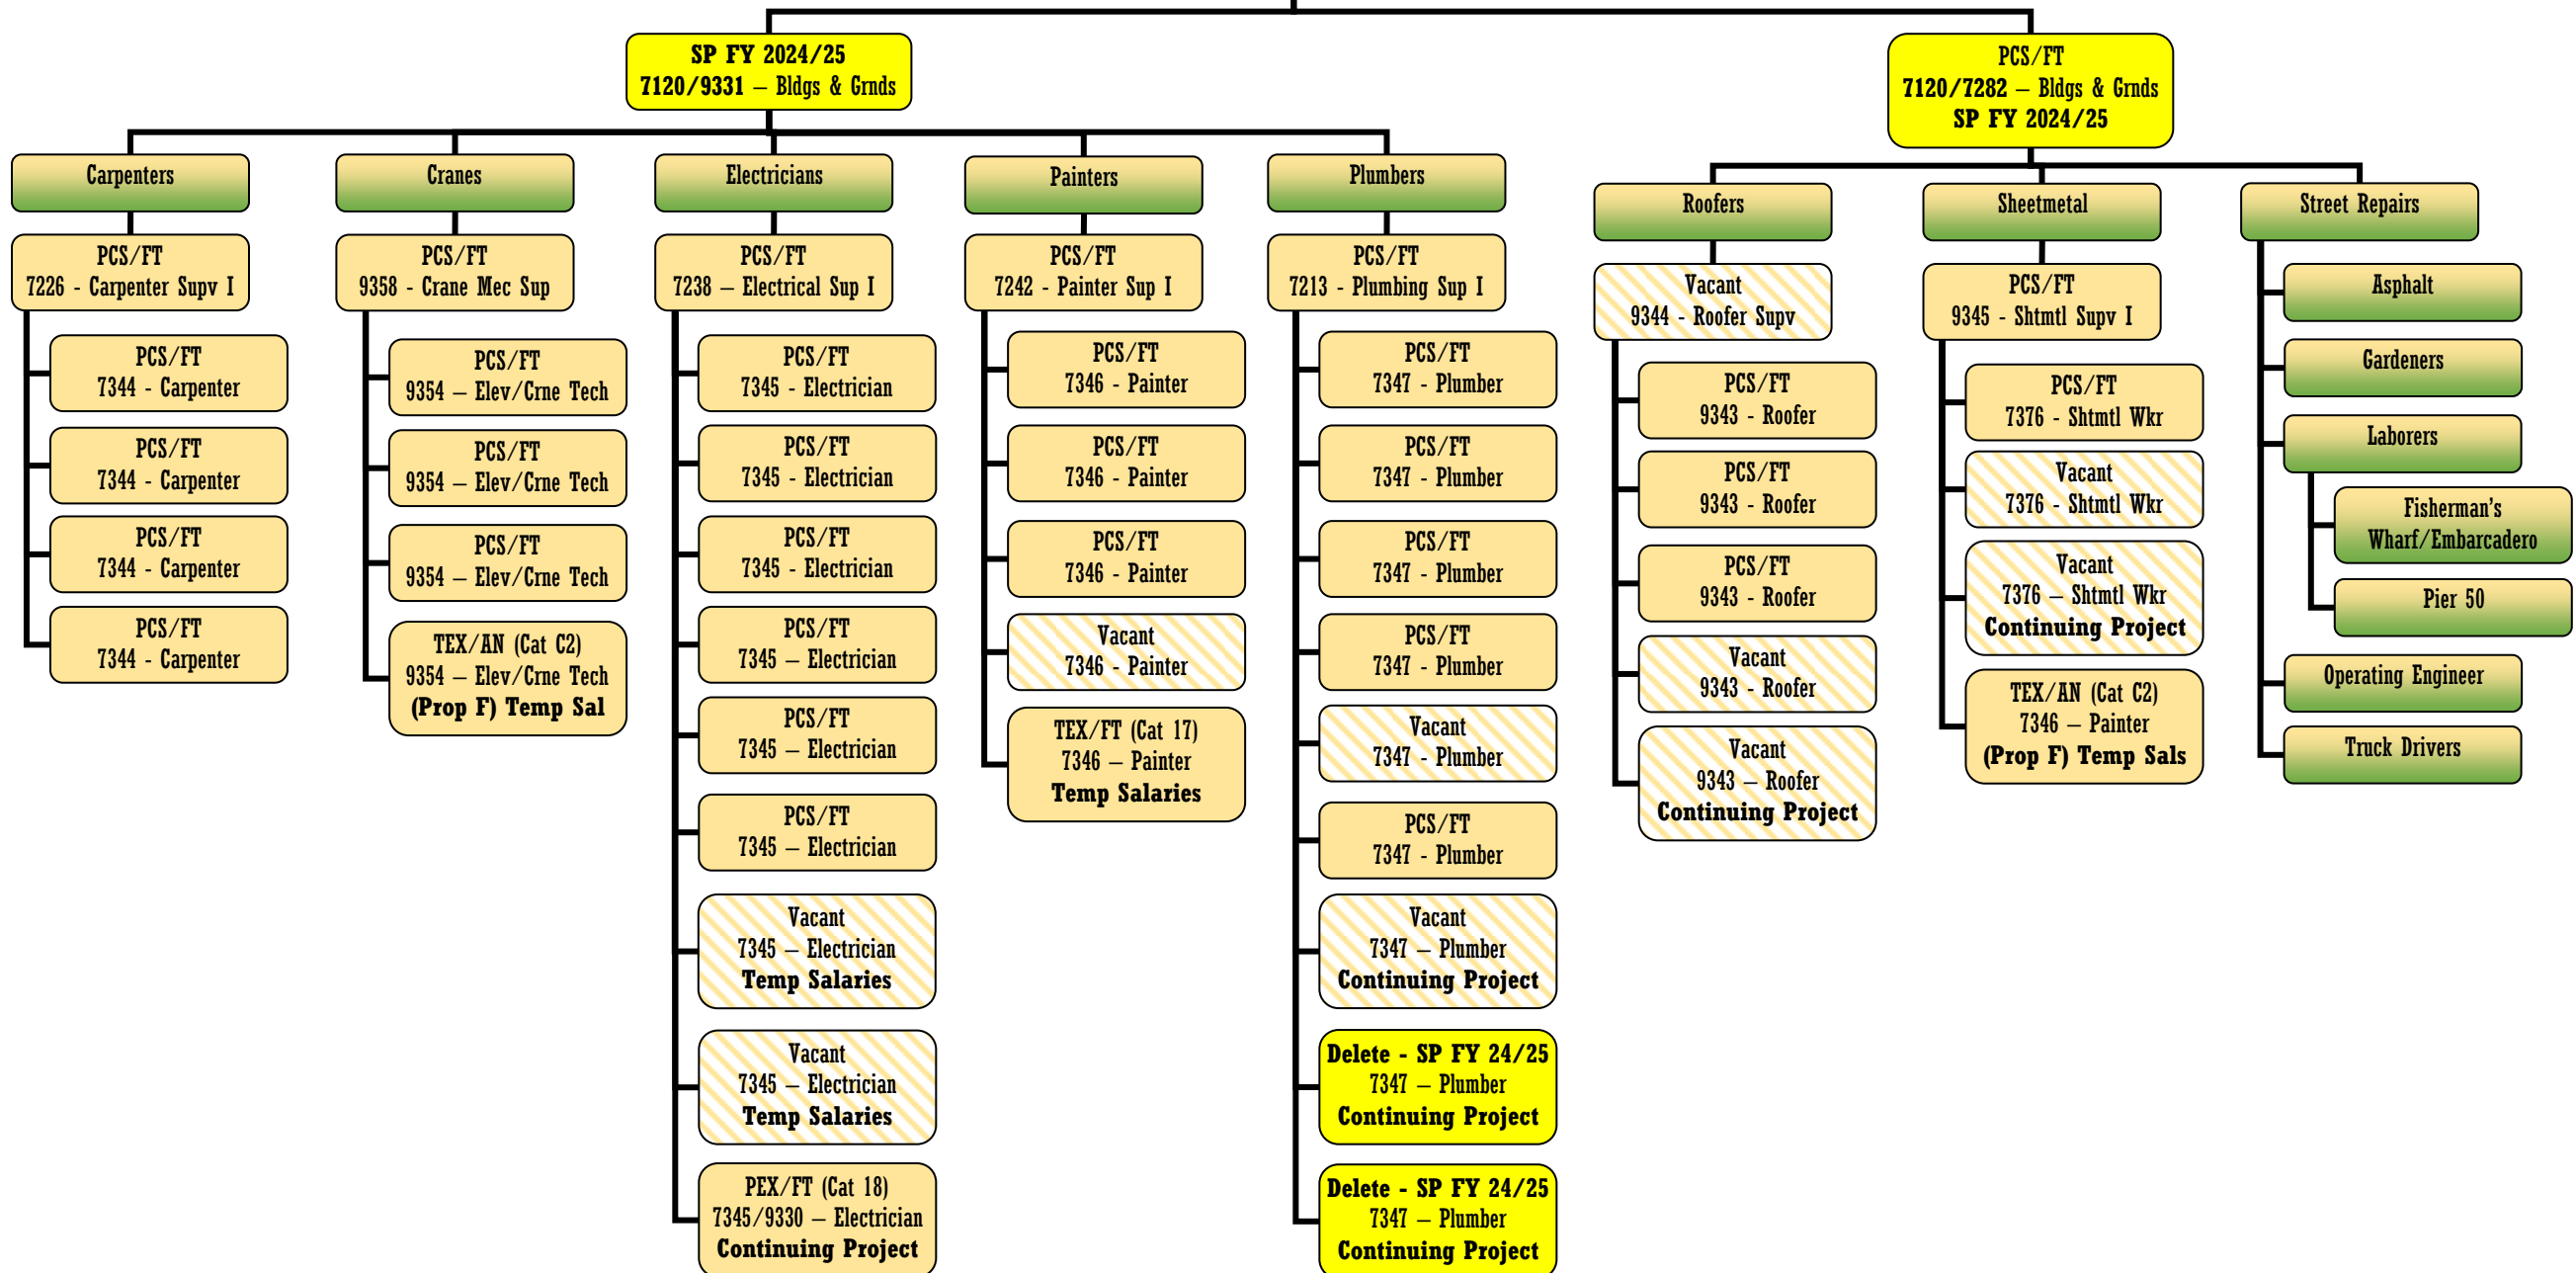 SP FY 2024/25
7120/9331 – Bldgs & Grnds
Carpenters
PCS/FT
7226 - Carpenter Supv I
PCS/FT
7344 - Carpenter
PCS/FT
7344 - Carpenter
PCS/FT
7344 - Carpenter
PCS/FT
7344 - Carpenter
Cranes
PCS/FT
9358 - Crane Mec Sup
PCS/FT
9354 – Elev/Crne Tech
PCS/FT
9354 – Elev/Crne Tech
PCS/FT
9354 – Elev/Crne Tech
TEX/AN (Cat C2)
9354 – Elev/Crne Tech
(Prop F) Temp Sal
Electricians
PCS/FT
7238 – Electrical Sup I
PCS/FT
7345 - Electrician
PCS/FT
7345 - Electrician
PCS/FT
7345 - Electrician
PCS/FT
7345 – Electrician
PCS/FT
7345 – Electrician
PCS/FT
7345 – Electrician
Vacant
7345 – Electrician
Temp Salaries
Vacant
7345 – Electrician
Temp Salaries
PEX/FT (Cat 18)
7345/9330 – Electrician
Continuing Project
Painters
PCS/FT
7242 - Painter Sup I
PCS/FT
7346 - Painter
PCS/FT
7346 - Painter
PCS/FT
7346 - Painter
Vacant
7346 - Painter
TEX/FT (Cat 17)
7346 – Painter
Temp Salaries
Plumbers
PCS/FT
7213 - Plumbing Sup I
PCS/FT
7347 - Plumber
PCS/FT
7347 - Plumber
PCS/FT
7347 - Plumber
PCS/FT
7347 - Plumber
Vacant
7347 - Plumber
PCS/FT
7347 - Plumber
Vacant
7347 – Plumber
Continuing Project
Delete - SP FY 24/25
7347 – Plumber
Continuing Project
Delete - SP FY 24/25
7347 – Plumber
Continuing Project
PCS/FT
7120/7282 – Bldgs & Grnds
SP FY 2024/25
Roofers
Vacant
9344 - Roofer Supv
PCS/FT
9343 - Roofer
PCS/FT
9343 - Roofer
PCS/FT
9343 - Roofer
Vacant
9343 - Roofer
Vacant
9343 – Roofer
Continuing Project
Sheetmetal
PCS/FT
9345 - Shtmtl Supv I
PCS/FT
7376 - Shtmtl Wkr
Vacant
7376 - Shtmtl Wkr
Vacant
7376 – Shtmtl Wkr
Continuing Project
TEX/AN (Cat C2)
7346 – Painter
(Prop F) Temp Sals
Street Repairs
Asphalt
Gardeners
Laborers
Fisherman’s
Wharf/Embarcadero
Pier 50
Operating Engineer
Truck Drivers